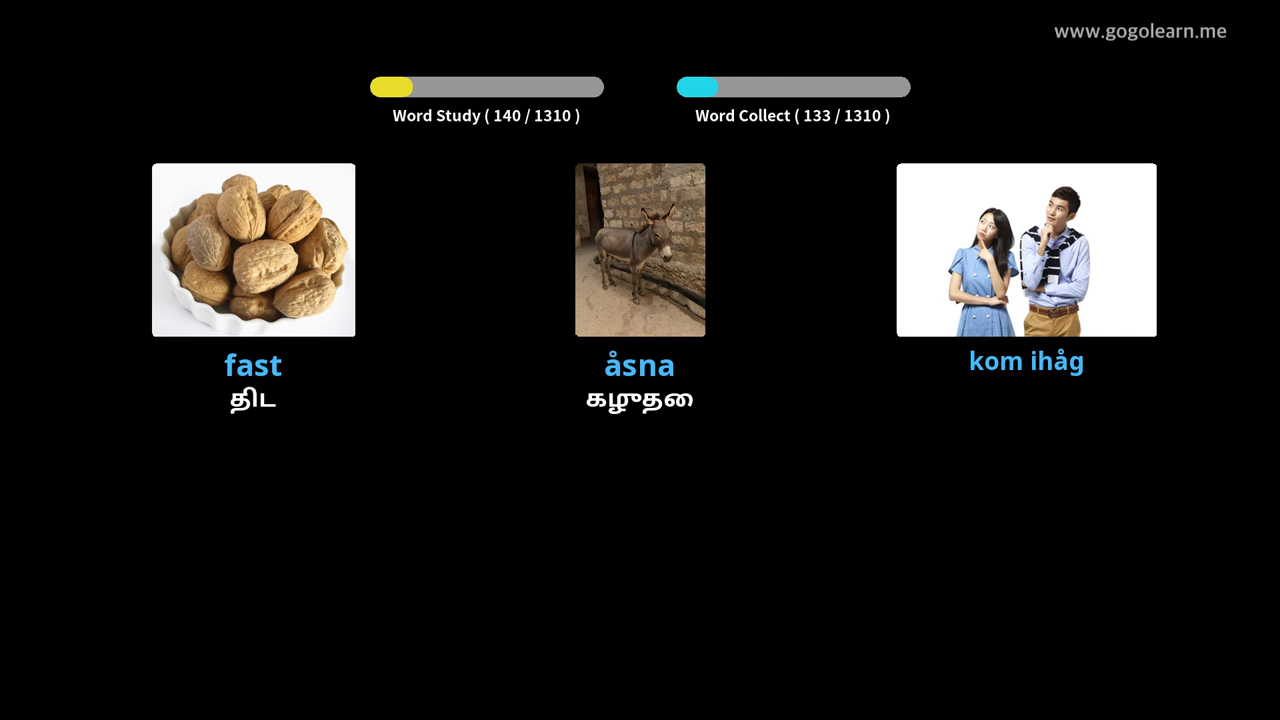 www.gogolearn.me
Word Study ( 140 / 1310 )
Word Collect ( 133 / 1310 )
fast
திட
åsna
கழுதை
kom ihåg